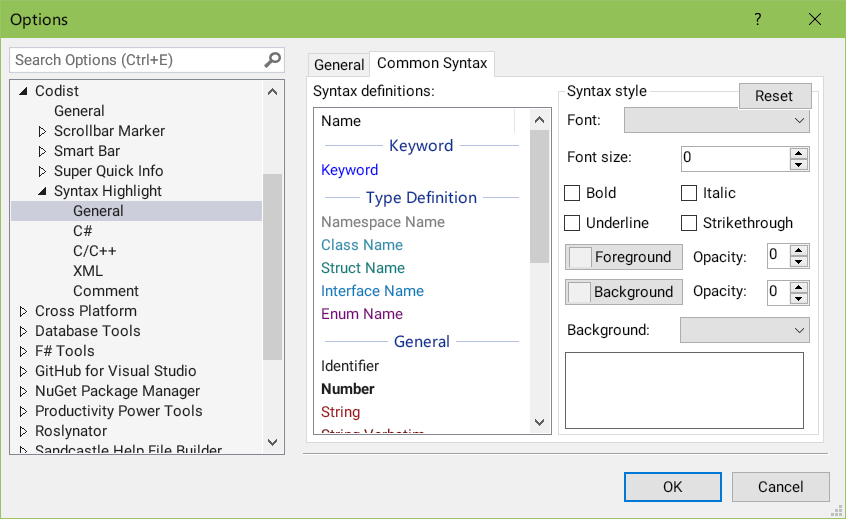 Options
?
Search Options (Ctrl+E)
Codist
General
Scrollbar Marker
Smart Bar
Super Quick Info
Syntax Highlight
General
C#
C/C++
XML
Comment
Cross Platform
Database Tools
F# Tools
GitHub for Visual Studio
NuGet Package Manager
Productivity Power Tools
Roslynator
Sandcastle Help File Builder
General
Common Syntax
Syntax definitions:
Name
Keyword
Keyword
Type Definition
Namespace Name
Class Name
Struct Name
Interface Name
Enum Name
General
Identifier
Number
String
String Verbatim
Syntax style
Reset
Font:
Font size: 0
Bold
Italic
Underline
Strikethrough
Foreground
Opacity: 0
Background
Opacity: 0
Background:
OK
Cancel